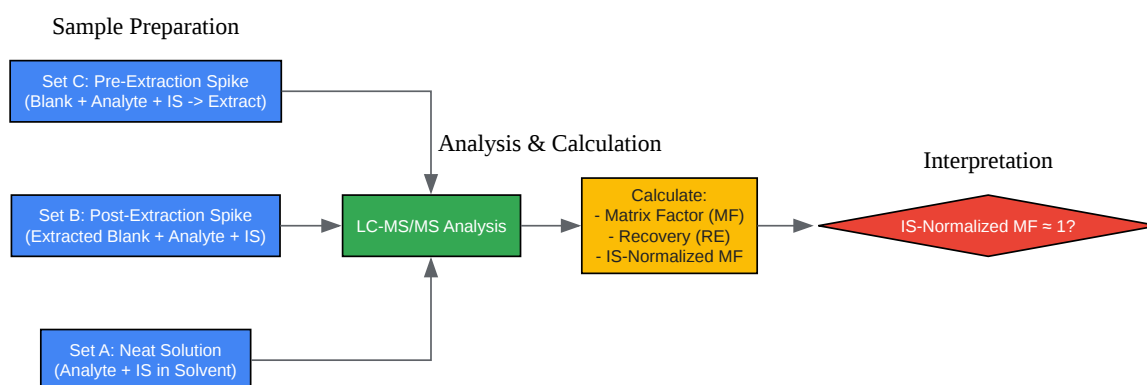 Sample Preparation
Set C: Pre-Extraction Spike
(Blank + Analyte + IS -> Extract)
Analysis & Calculation
Interpretation
Set B: Post-Extraction Spike
(Extracted Blank + Analyte + IS)
LC-MS/MS Analysis
Calculate:
- Matrix Factor (MF)
- Recovery (RE)
- IS-Normalized MF
IS-Normalized MF ≈ 1?
Set A: Neat Solution
(Analyte + IS in Solvent)